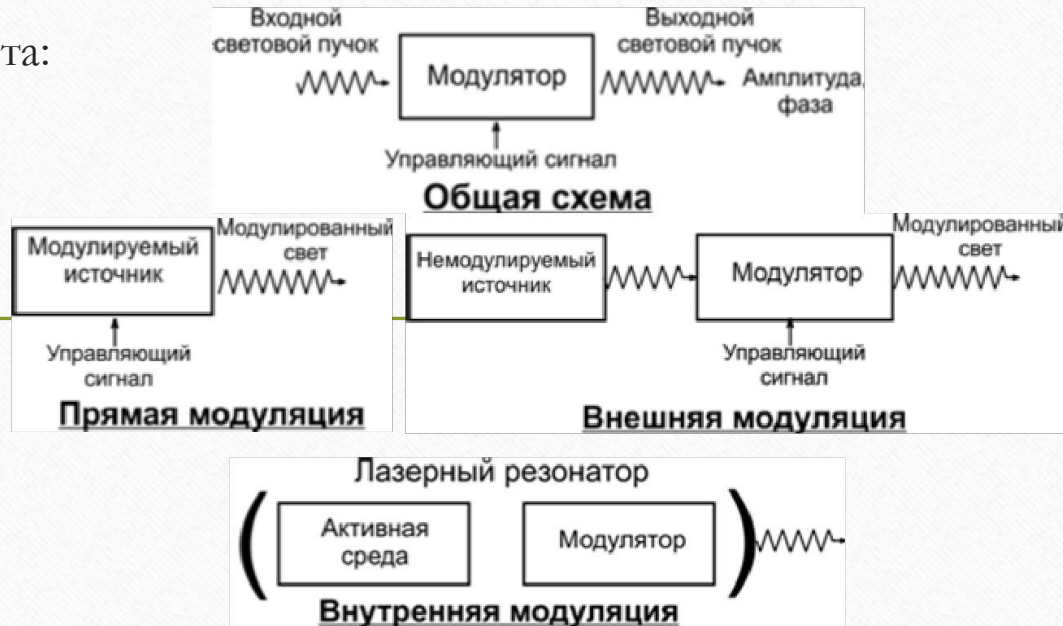 та:
Входной
световой пучок
Модулятор
Выходной
световой пучок
Амплитуда,
фаза
Управляющий сигнал
Общая схема
Модулируемый
источник
Модулированный
свет
Управляющий
сигнал
Прямая модуляция
Немодулируемый
источник
Модулятор
Модулированный
свет
Управляющий
сигнал
Внешняя модуляция
Лазерный резонатор
Активная
среда
Модулятор
Внутренняя модуляция